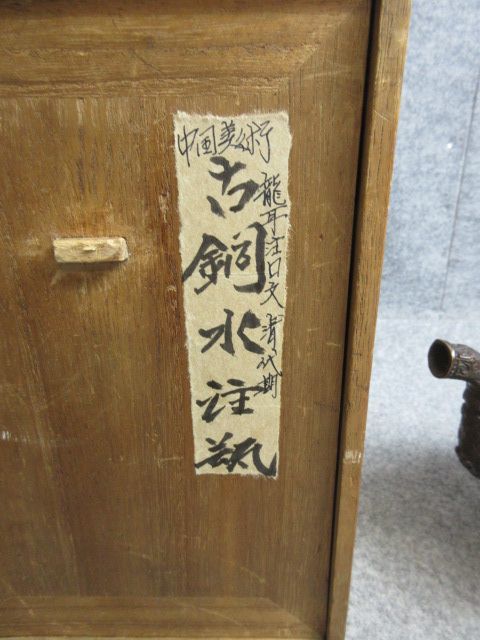 中国美術
龍耳注口文 清代期
古銅水注瓶